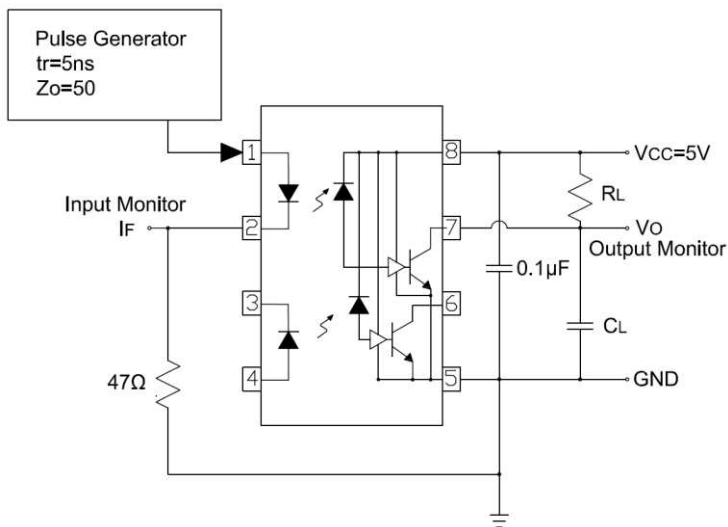 Pulse Generator
tr=5ns
Zo=50
1
8
VCC=5V
RL
Input Monitor
IF
2
7
VO
Output Monitor
0.1µF
3
6
CL
47Ω
4
5
GND